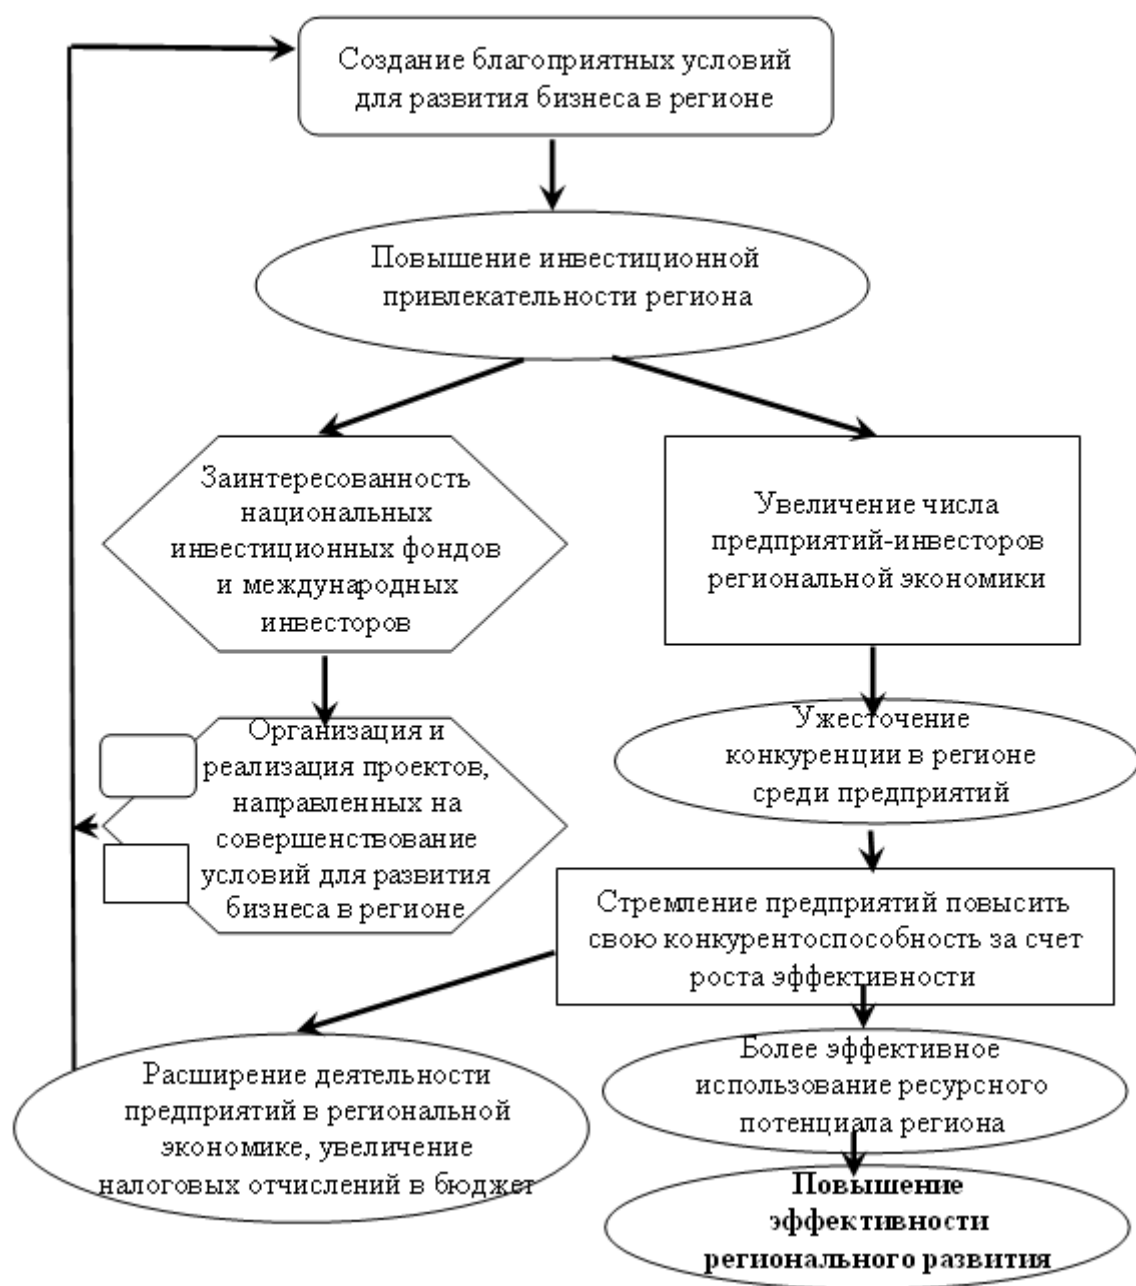 Создание благоприятных условий
для развития бизнеса в регионе
Повышение инвестиционной
привлекательности региона
Заинтересованность
национальных
инвестиционных фондов
и международных
инвесторов
Увеличение числа
предприятий-инвесторов
региональной экономики
Организация и
реализация проектов,
направленных на
совершенствование
условий для развития
бизнеса в регионе
Ужесточение
конкуренции в регионе
среди предприятий
Стремление предприятий повысить
свою конкурентоспособность за счет
роста эффективности
Расширение деятельности
предприятий в региональной
экономике, увеличение
налоговых отчислений в бюджет
Более эффективное
использование ресурсного
потенциала региона
Повышение
эффективности
регионального развития